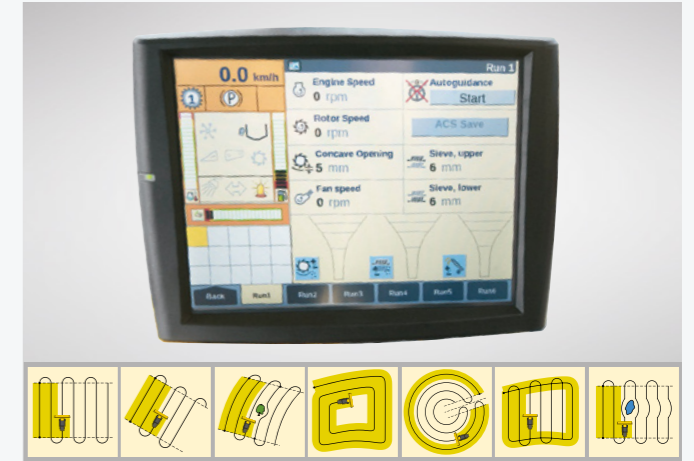 0.0 km/h
Run 1
1
P
Engine Speed
0 rpm
Autoguidance
Start
Rotor Speed
0 rpm
ACS Save
Concave Opening
5 mm
Sieve, upper
6 mm
Fan speed
0 rpm
Sieve, lower
6 mm
Back
Run1
Run2
Run3
Run4
Run5
Run6